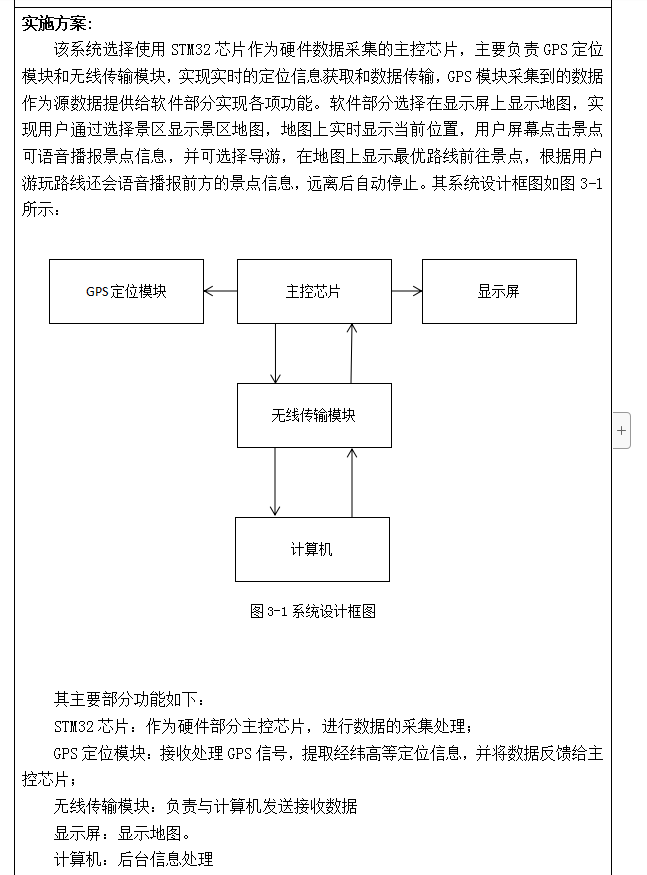 实施方案:
该系统选择使用 STM32 芯片作为硬件数据采集的主控芯片，主要负责 GPS 定位
模块和无线传输模块，实现实时的定位信息获取和数据传输，GPS 模块采集到的数据
作为源数据提供给软件部分实现各项功能。软件部分选择在显示屏上显示地图，实
现用户通过选择景区显示景区地图，地图上实时显示当前位置，用户屏幕点击景点
可语音播报景点信息，并可选择导游，在地图上显示最优路线前往景点，根据用户
游玩路线还会语音播报前方的景点信息，远离后自动停止。其系统设计框图如图 3-1
所示：
GPS 定位模块
主控芯片
显示屏
无线传输模块
计算机
图 3-1 系统设计框图
其主要部分功能如下：
STM32 芯片：作为硬件部分主控芯片，进行数据的采集处理；
GPS 定位模块：接收处理 GPS 信号，提取经纬高等定位信息，并将数据反馈给主
控芯片；
无线传输模块：负责与计算机发送接收数据
显示屏：显示地图。
计算机：后台信息处理